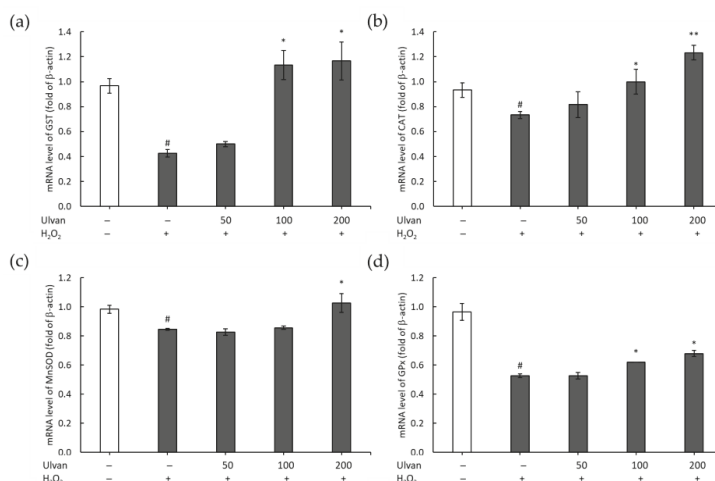 (a)
mRNA level of GST (fold of β-actin)
1.4
1.2
1.0
0.8
0.6
0.4
0.2
0.0
# * *
Ulvan – – 50 100 200
H₂O₂ – + + + +
(b)
mRNA level of CAT (fold of β-actin)
1.4
1.2
1.0
0.8
0.6
0.4
0.2
0.0
# * **
Ulvan – – 50 100 200
H₂O₂ – + + + +
(c)
mRNA level of MnSOD (fold of β-actin)
1.2
1.0
0.8
0.6
0.4
0.2
0.0
# *
Ulvan – – 50 100 200
H₂O₂ – + + + +
(d)
mRNA level of GPx (fold of β-actin)
1.2
1.0
0.8
0.6
0.4
0.2
0.0
# * *
Ulvan – – 50 100 200
H₂O₂ – + + + +